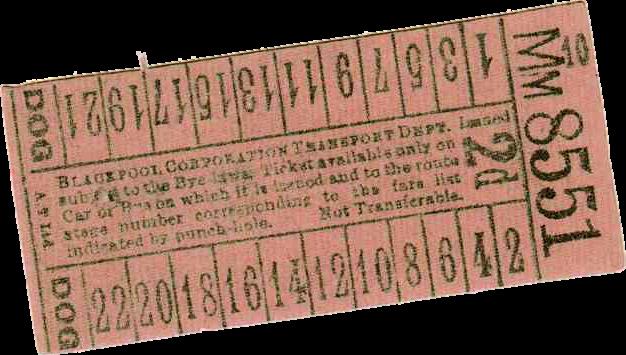 DOG 21 19 17 15 13 11 9 7 5 3 1
BLACKPOOL CORPORATION TRANSPORT DEPT. Issued
subject to the Bye-laws. Ticket available only on
Car or Bus on which it is issued and to the route
stage number corresponding to the fare list
indicated by punch-hole. Not Transferable.
2d
DOG 22 20 18 16 14 12 10 8 6 4 2
Mm 8551
10